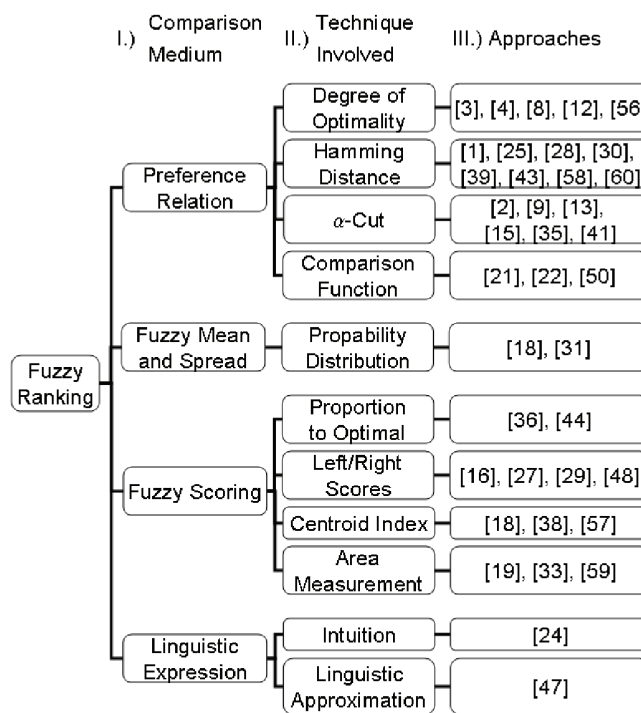 I.) Comparison Medium
II.) Technique Involved
III.) Approaches
Fuzzy
Ranking
Preference
Relation
Degree of
Optimality
[3], [4], [8], [12], [56
Hamming
Distance
[1], [25], [28], [30],
[39], [43], [58], [60]
α-Cut
[2], [9], [13],
[15], [35], [41]
Comparison
Function
[21], [22], [50]
Fuzzy Mean
and Spread
Propability
Distribution
[18], [31]
Fuzzy Scoring
Proportion
to Optimal
[36], [44]
Left/Right
Scores
[16], [27], [29], [48]
Centroid Index
[18], [38], [57]
Area
Measurement
[19], [33], [59]
Linguistic
Expression
Intuition
[24]
Linguistic
Approximation
[47]